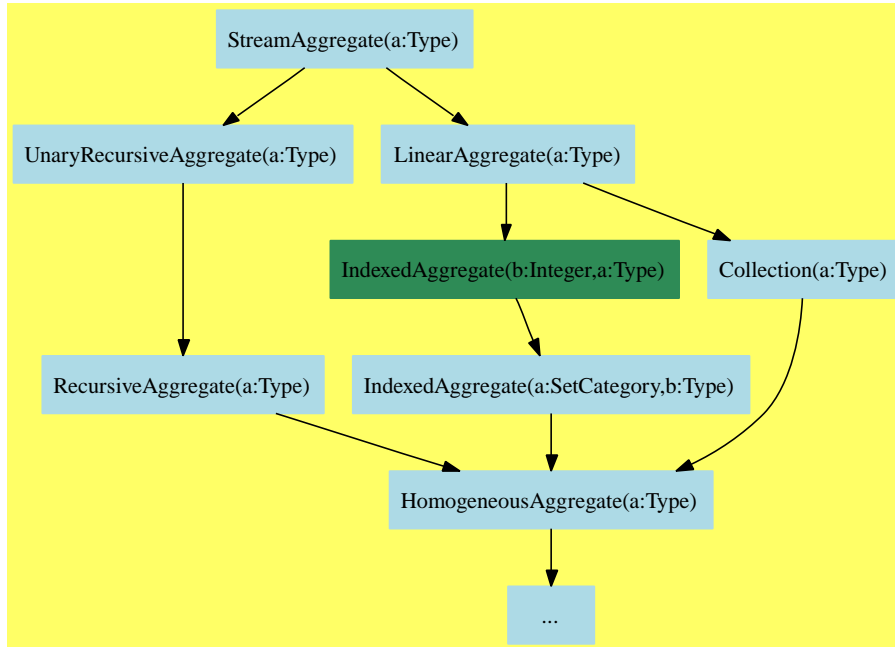 StreamAggregate(a:Type)
UnaryRecursiveAggregate(a:Type)
LinearAggregate(a:Type)
IndexedAggregate(b:Integer,a:Type)
Collection(a:Type)
RecursiveAggregate(a:Type)
IndexedAggregate(a:SetCategory,b:Type)
HomogeneousAggregate(a:Type)
...